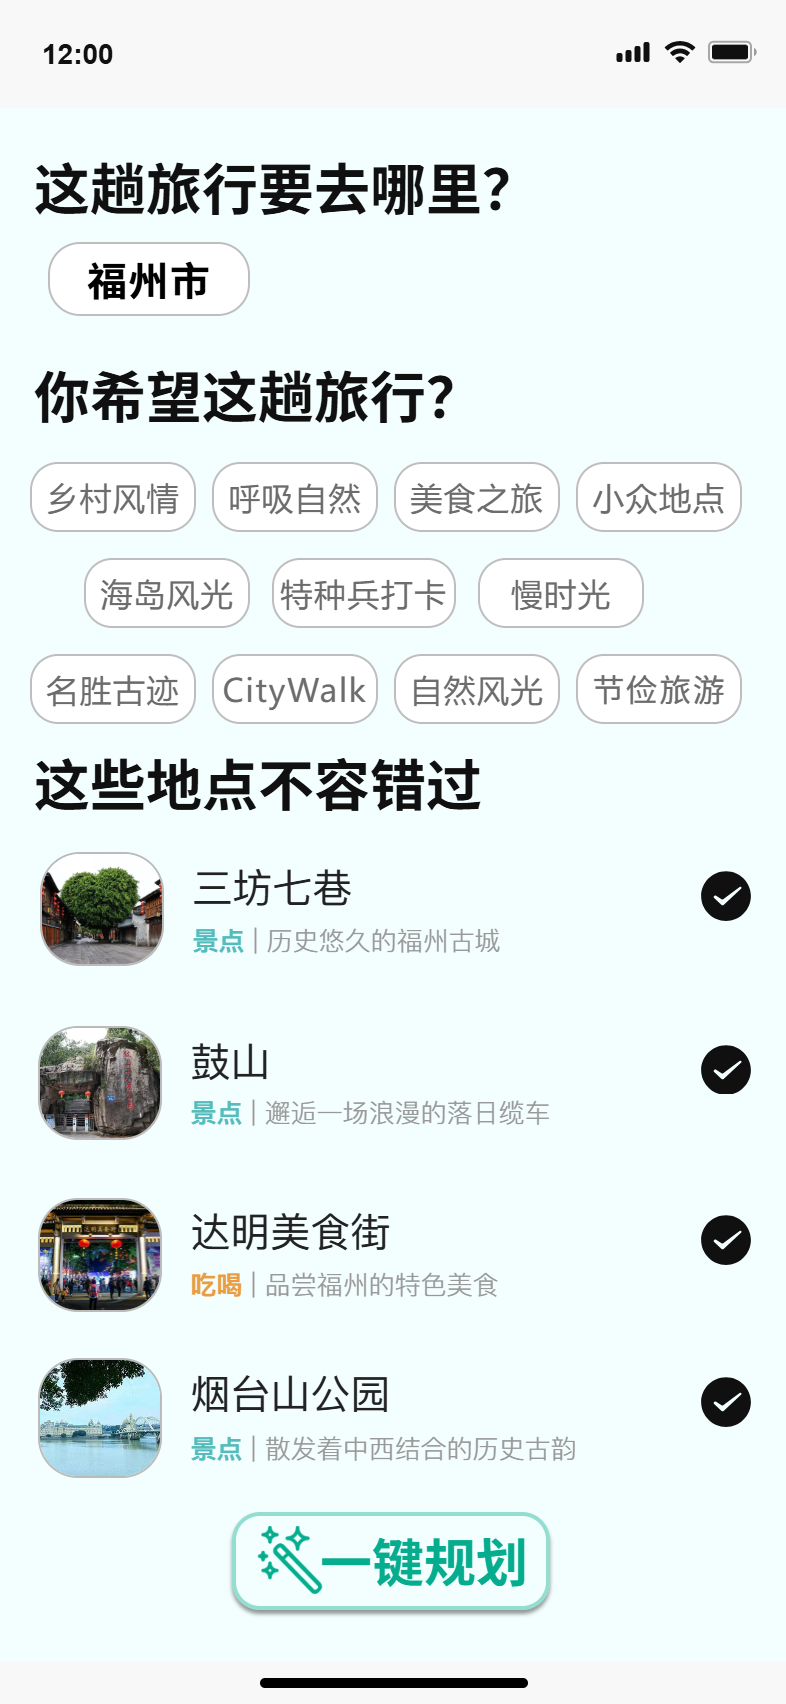 12:00
这趟旅行要去哪里?
福州市
你希望这趟旅行?
乡村风情 呼吸自然 美食之旅 小众地点
海岛风光 特种兵打卡 慢时光
名胜古迹 CityWalk 自然风光 节俭旅游
这些地点不容错过
三坊七巷
景点 | 历史悠久的福州古城
鼓山
景点 | 邂逅一场浪漫的落日缆车
达明美食街
吃喝 | 品尝福州的特色美食
烟台山公园
景点 | 散发着中西结合的历史古韵
一键规划